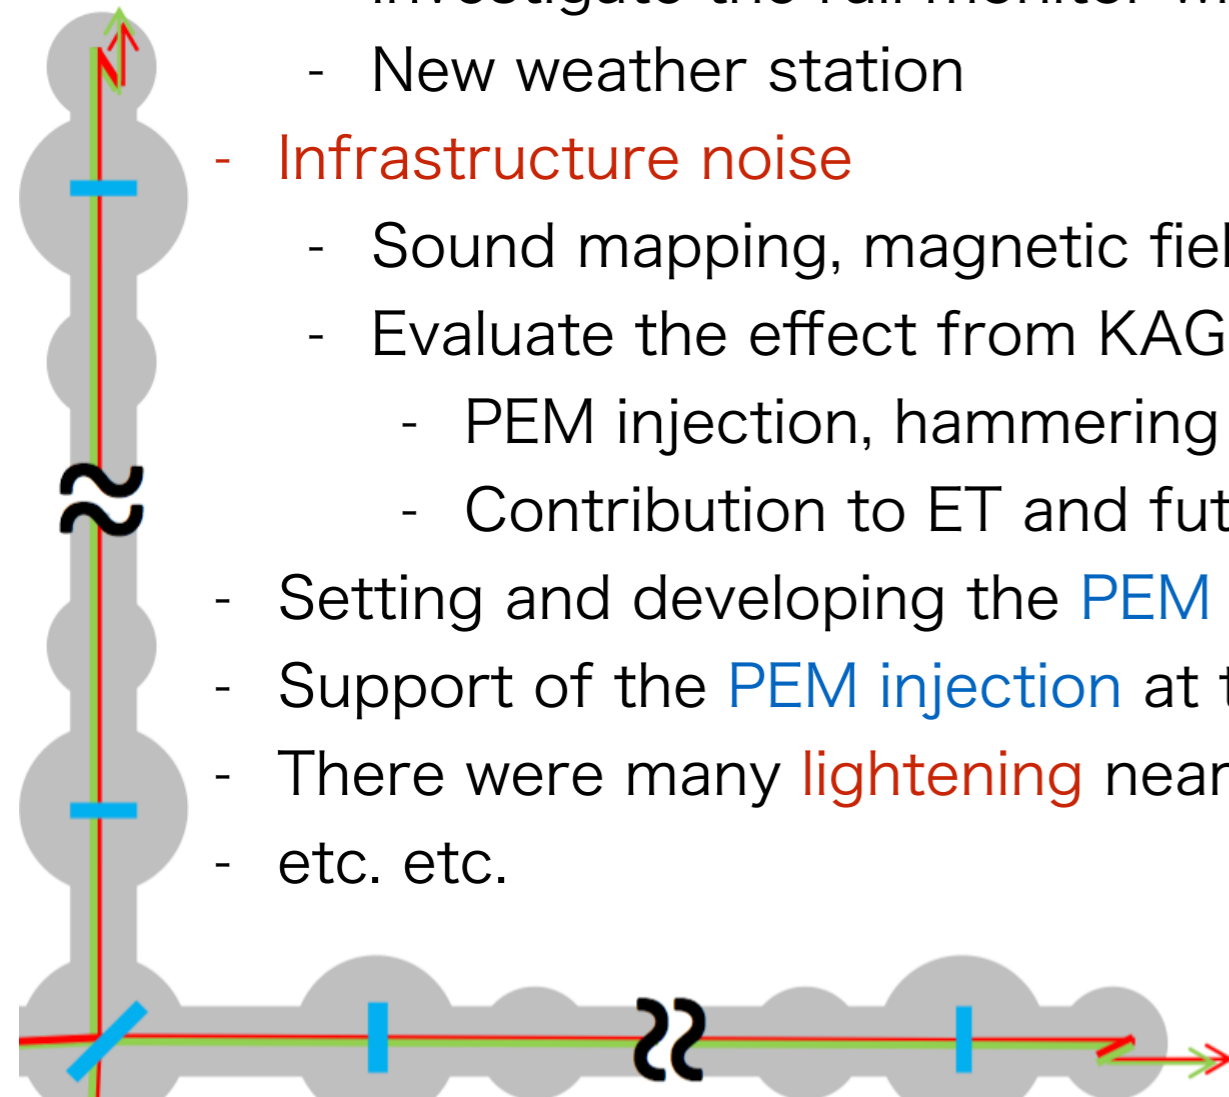 - New weather station
- Infrastructure noise
- Sound mapping, magnetic fiel
- Evaluate the effect from KAG
- PEM injection, hammering
- Contribution to ET and fut
- Setting and developing the PEM
- Support of the PEM injection at t
- There were many lightening near
- etc. etc.